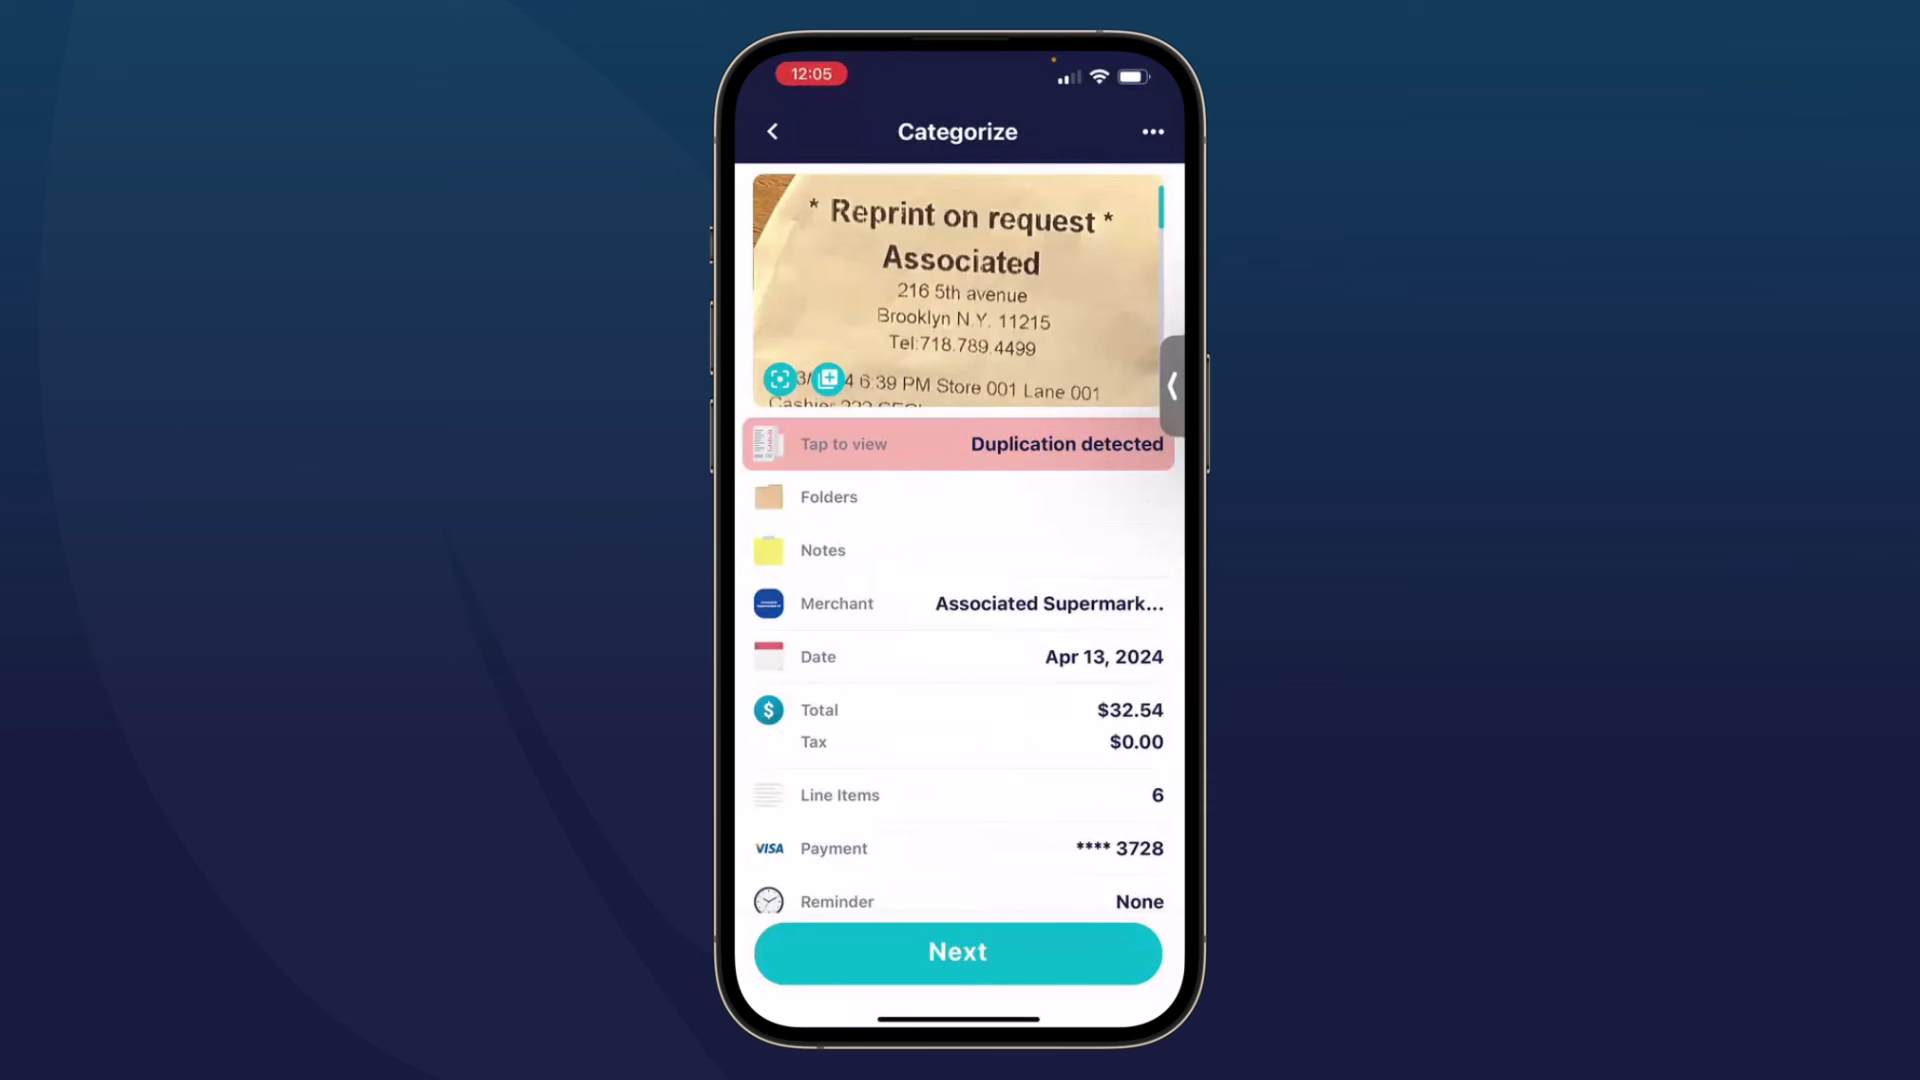 12:05
Categorize
* Reprint on request *
Associated
216 5th avenue
Brooklyn N.Y. 11215
Tel:718.789.4499
3/ 4 6:39 PM Store 001 Lane 001
Cashier
Tap to view Duplication detected
Folders
Notes
Merchant Associated Supermark...
Date Apr 13, 2024
$ Total $32.54
Tax $0.00
Line Items 6
VISA Payment **** 3728
Reminder None
Next